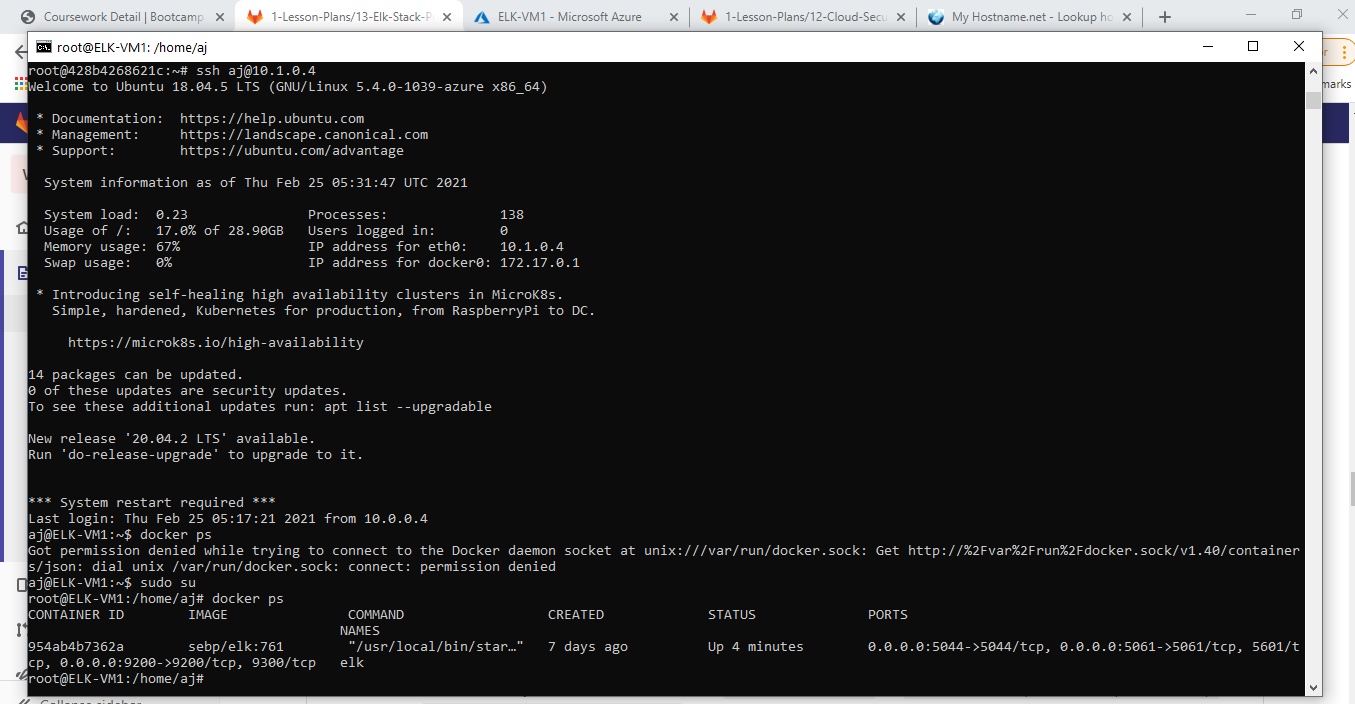 Coursework Detail | Bootcamp
1-Lesson-Plans/13-Elk-Stack-P
ELK-VM1 - Microsoft Azure
1-Lesson-Plans/12-Cloud-Secu
My Hostname.net - Lookup ho
root@ELK-VM1: /home/aj
root@428b4268621c:~# ssh aj@10.1.0.4
Welcome to Ubuntu 18.04.5 LTS (GNU/Linux 5.4.0-1039-azure x86_64)
* Documentation:  https://help.ubuntu.com
* Management:     https://landscape.canonical.com
* Support:        https://ubuntu.com/advantage
System information as of Thu Feb 25 05:31:47 UTC 2021
System load:  0.23               Processes:              138
Usage of /:   17.0% of 28.90GB   Users logged in:        0
Memory usage: 67%                IP address for eth0:    10.1.0.4
Swap usage:   0%                 IP address for docker0: 172.17.0.1
* Introducing self-healing high availability clusters in MicroK8s.
Simple, hardened, Kubernetes for production, from RaspberryPi to DC.
https://microk8s.io/high-availability
14 packages can be updated.
0 of these updates are security updates.
To see these additional updates run: apt list --upgradable
New release '20.04.2 LTS' available.
Run 'do-release-upgrade' to upgrade to it.
*** System restart required ***
Last login: Thu Feb 25 05:17:21 2021 from 10.0.0.4
aj@ELK-VM1:~$ docker ps
Got permission denied while trying to connect to the Docker daemon socket at unix:///var/run/docker.sock: Get http://%2Fvar%2Frun%2Fdocker.sock/v1.40/container
s/json: dial unix /var/run/docker.sock: connect: permission denied
aj@ELK-VM1:~$ sudo su
root@ELK-VM1:/home/aj# docker ps
CONTAINER ID        IMAGE               COMMAND                  CREATED             STATUS              PORTS
NAMES
954ab4b7362a        sebp/elk:761        "/usr/local/bin/star…"   7 days ago          Up 4 minutes        0.0.0.0:5044->5044/tcp, 0.0.0.0:5061->5061/tcp, 5601/t
cp, 0.0.0.0:9200->9200/tcp, 9300/tcp   elk
root@ELK-VM1:/home/aj#
marks
Collapse sidebar